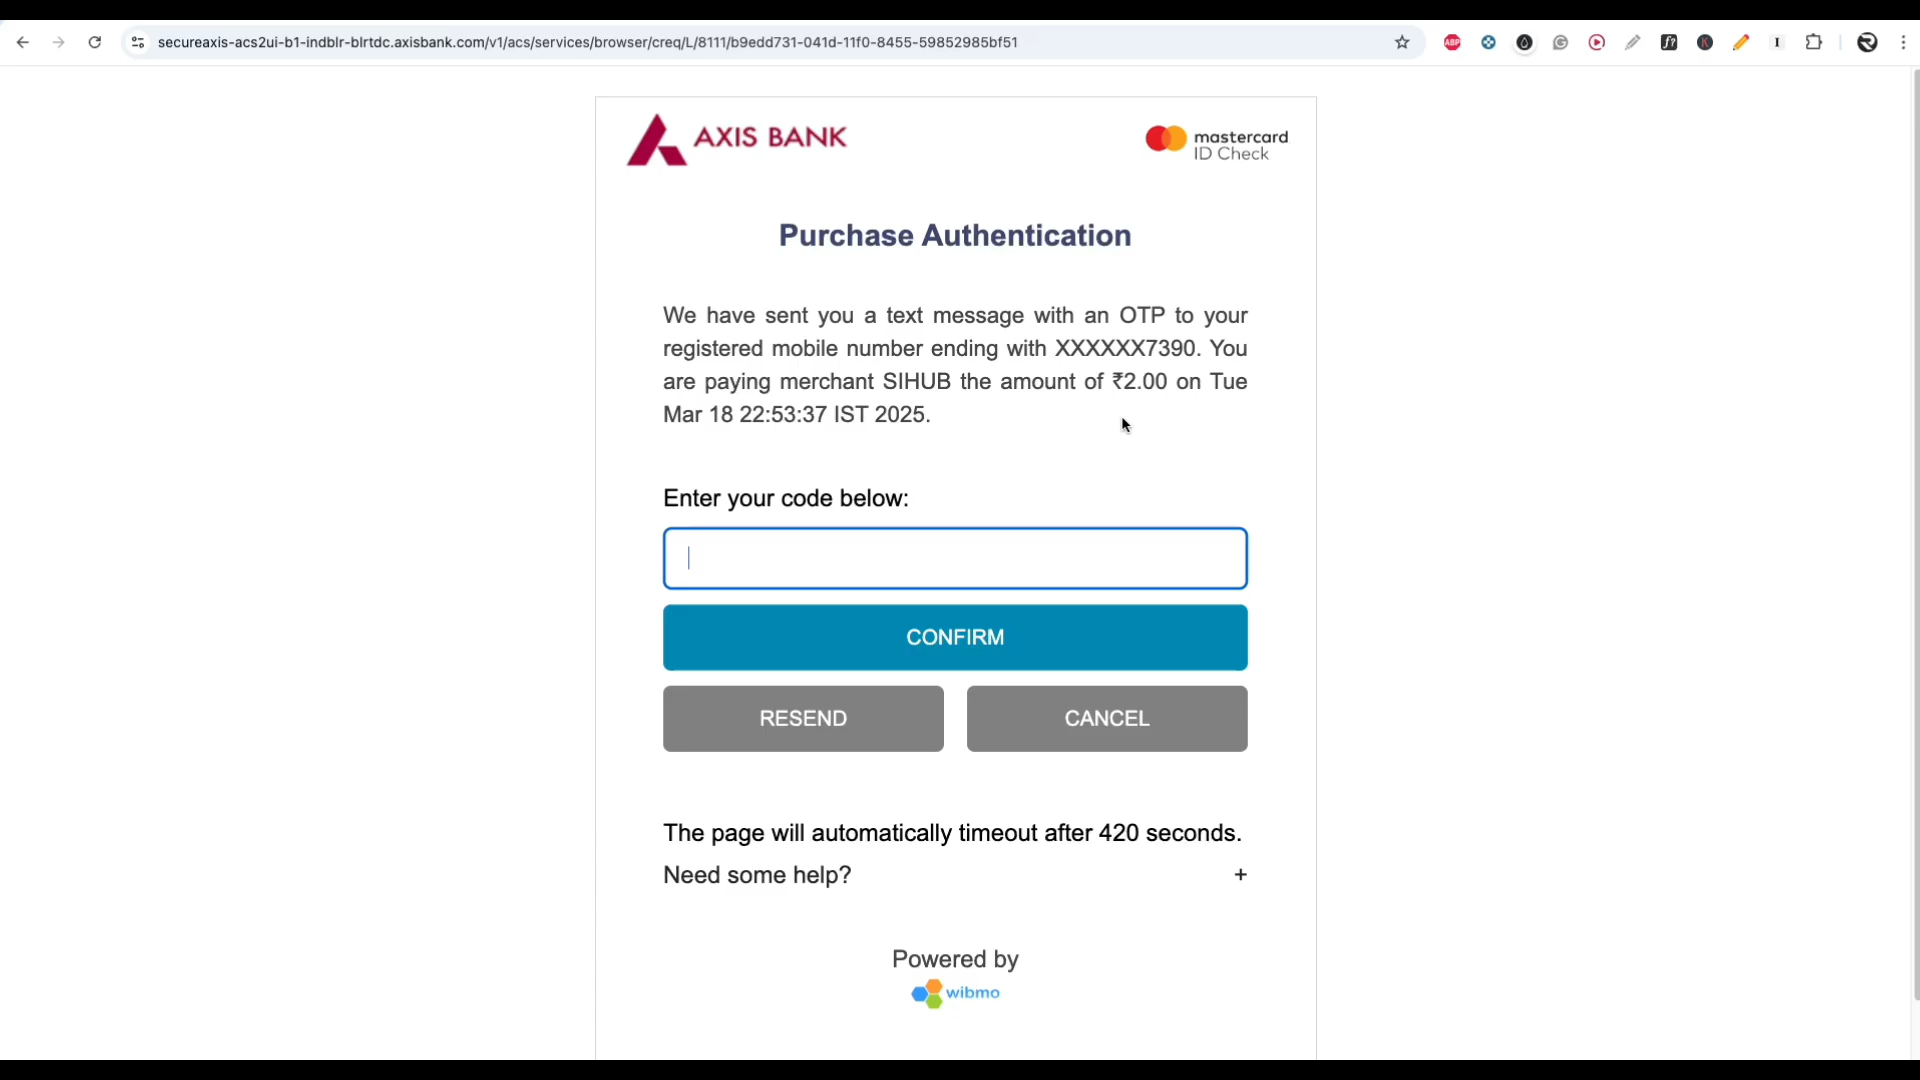 secureaxis-acs2ui-b1-indblr-blrtdc.axisbank.com/v1/acs/services/browser/creq/L/8111/b9edd731-041d-11f0-8455-59852985bf51
ABP
f?
K
I
AXIS BANK
mastercard
ID Check
Purchase Authentication
We have sent you a text message with an OTP to your
registered mobile number ending with XXXXXX7390. You
are paying merchant SIHUB the amount of ₹2.00 on Tue
Mar 18 22:53:37 IST 2025.
Enter your code below:
CONFIRM
RESEND
CANCEL
The page will automatically timeout after 420 seconds.
Need some help?
+
Powered by
wibmo